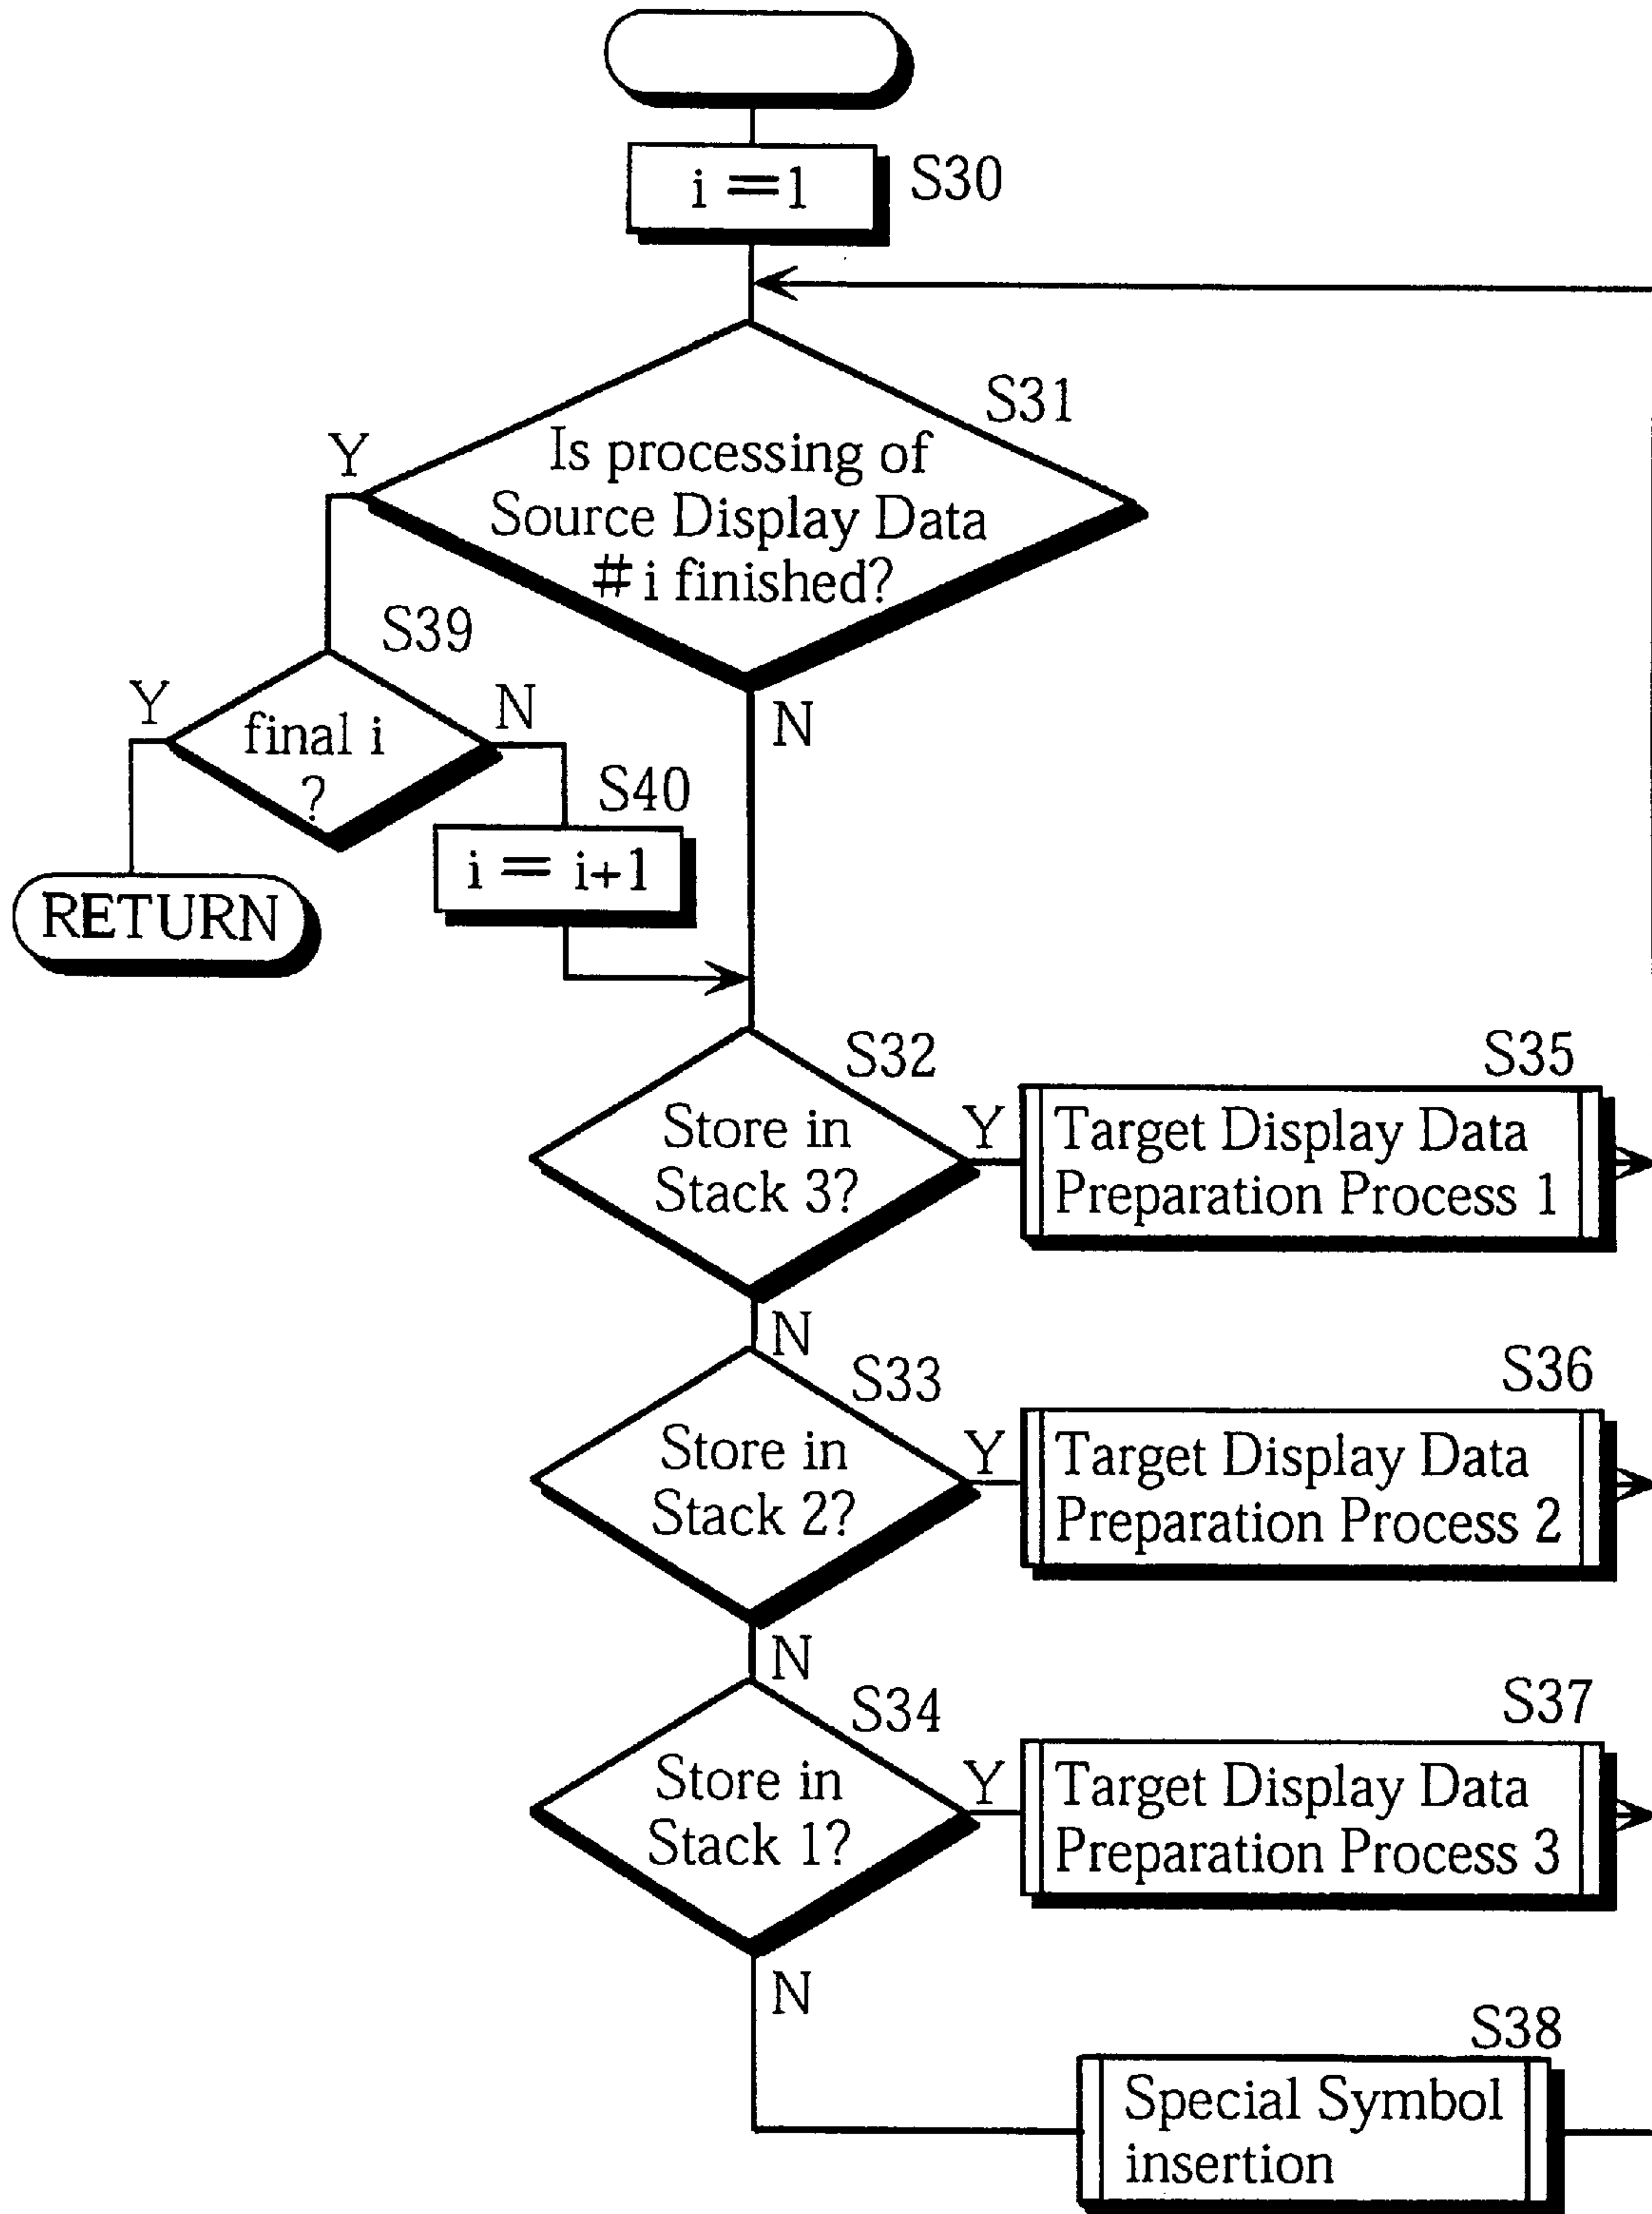 i =1
S30
S31
Y
Is processing of
Source Display Data
# i finished?
S39
Y
N
final i
?
N
S40
i = i+1
RETURN
S32
S35
Store in
Stack 3?
Y
Target Display Data
Preparation Process 1
N
S33
S36
Store in
Stack 2?
Y
Target Display Data
Preparation Process 2
N
S34
S37
Store in
Stack 1?
Y
Target Display Data
Preparation Process 3
N
S38
Special Symbol
insertion